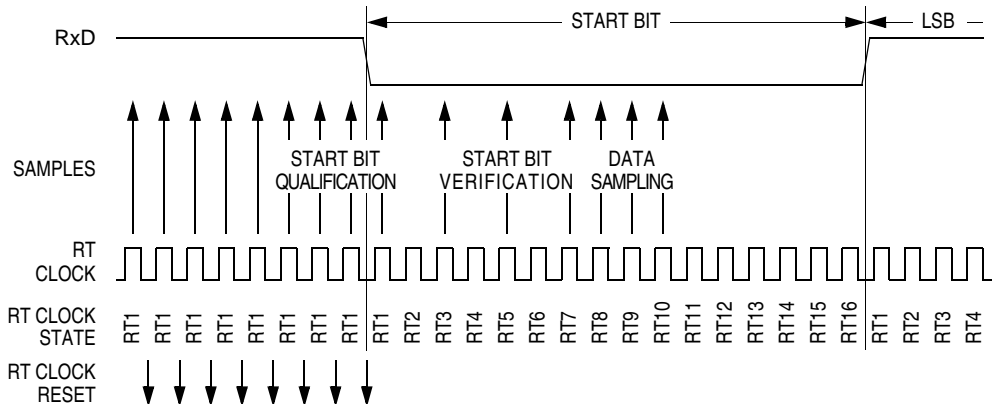 START BIT
LSB
RxD
SAMPLES
START BIT
QUALIFICATION
START BIT
VERIFICATION
DATA
SAMPLING
RT
CLOCK
RT CLOCK
STATE
RT1 RT1 RT1 RT1 RT1 RT1 RT1 RT1 RT1 RT2 RT3 RT4 RT5 RT6 RT7 RT8 RT9 RT10 RT11 RT12 RT13 RT14 RT15 RT16 RT1 RT2 RT3 RT4
RT CLOCK
RESET